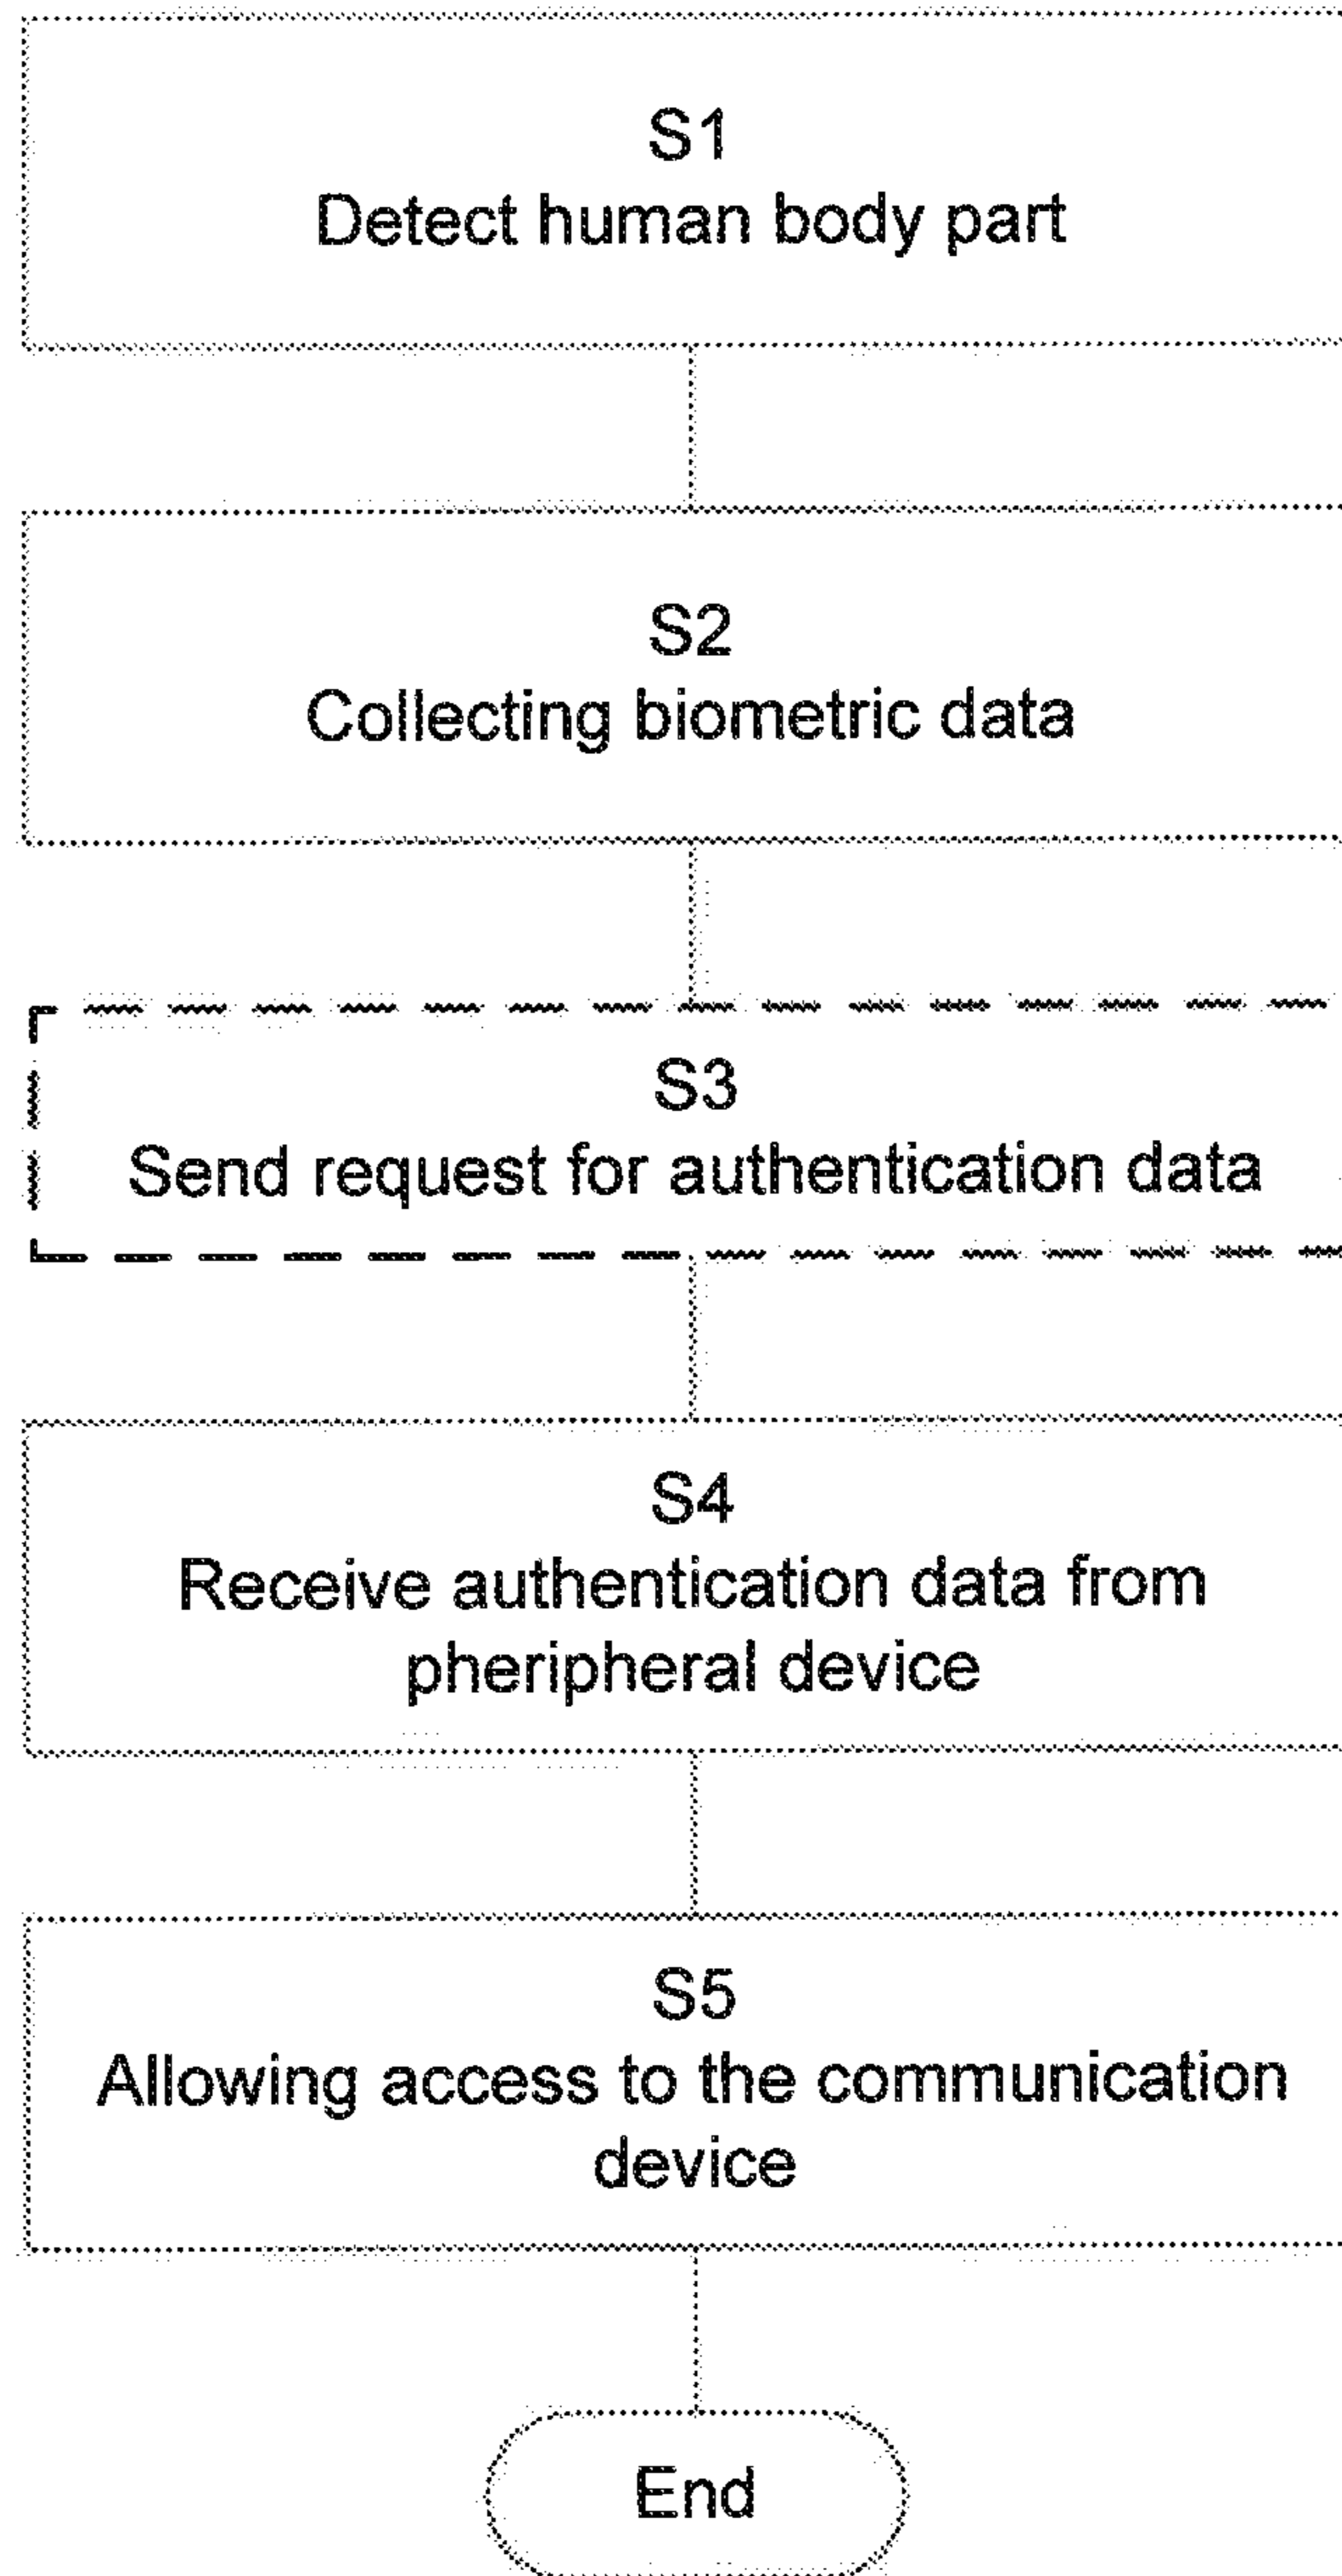 S1
Detect human body part
S2
Collecting biometric data
S3
Send request for authentication data
S4
Receive authentication data from
pheripheral device
S5
Allowing access to the communication
device
End